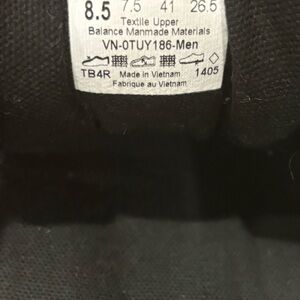 8.5 7.5 41 26.5
Textile Upper
Balance Manmade Materials
VN-0TUY186-Men
TB4R Made in Vietnam 1405
Fabrique au Vietnam